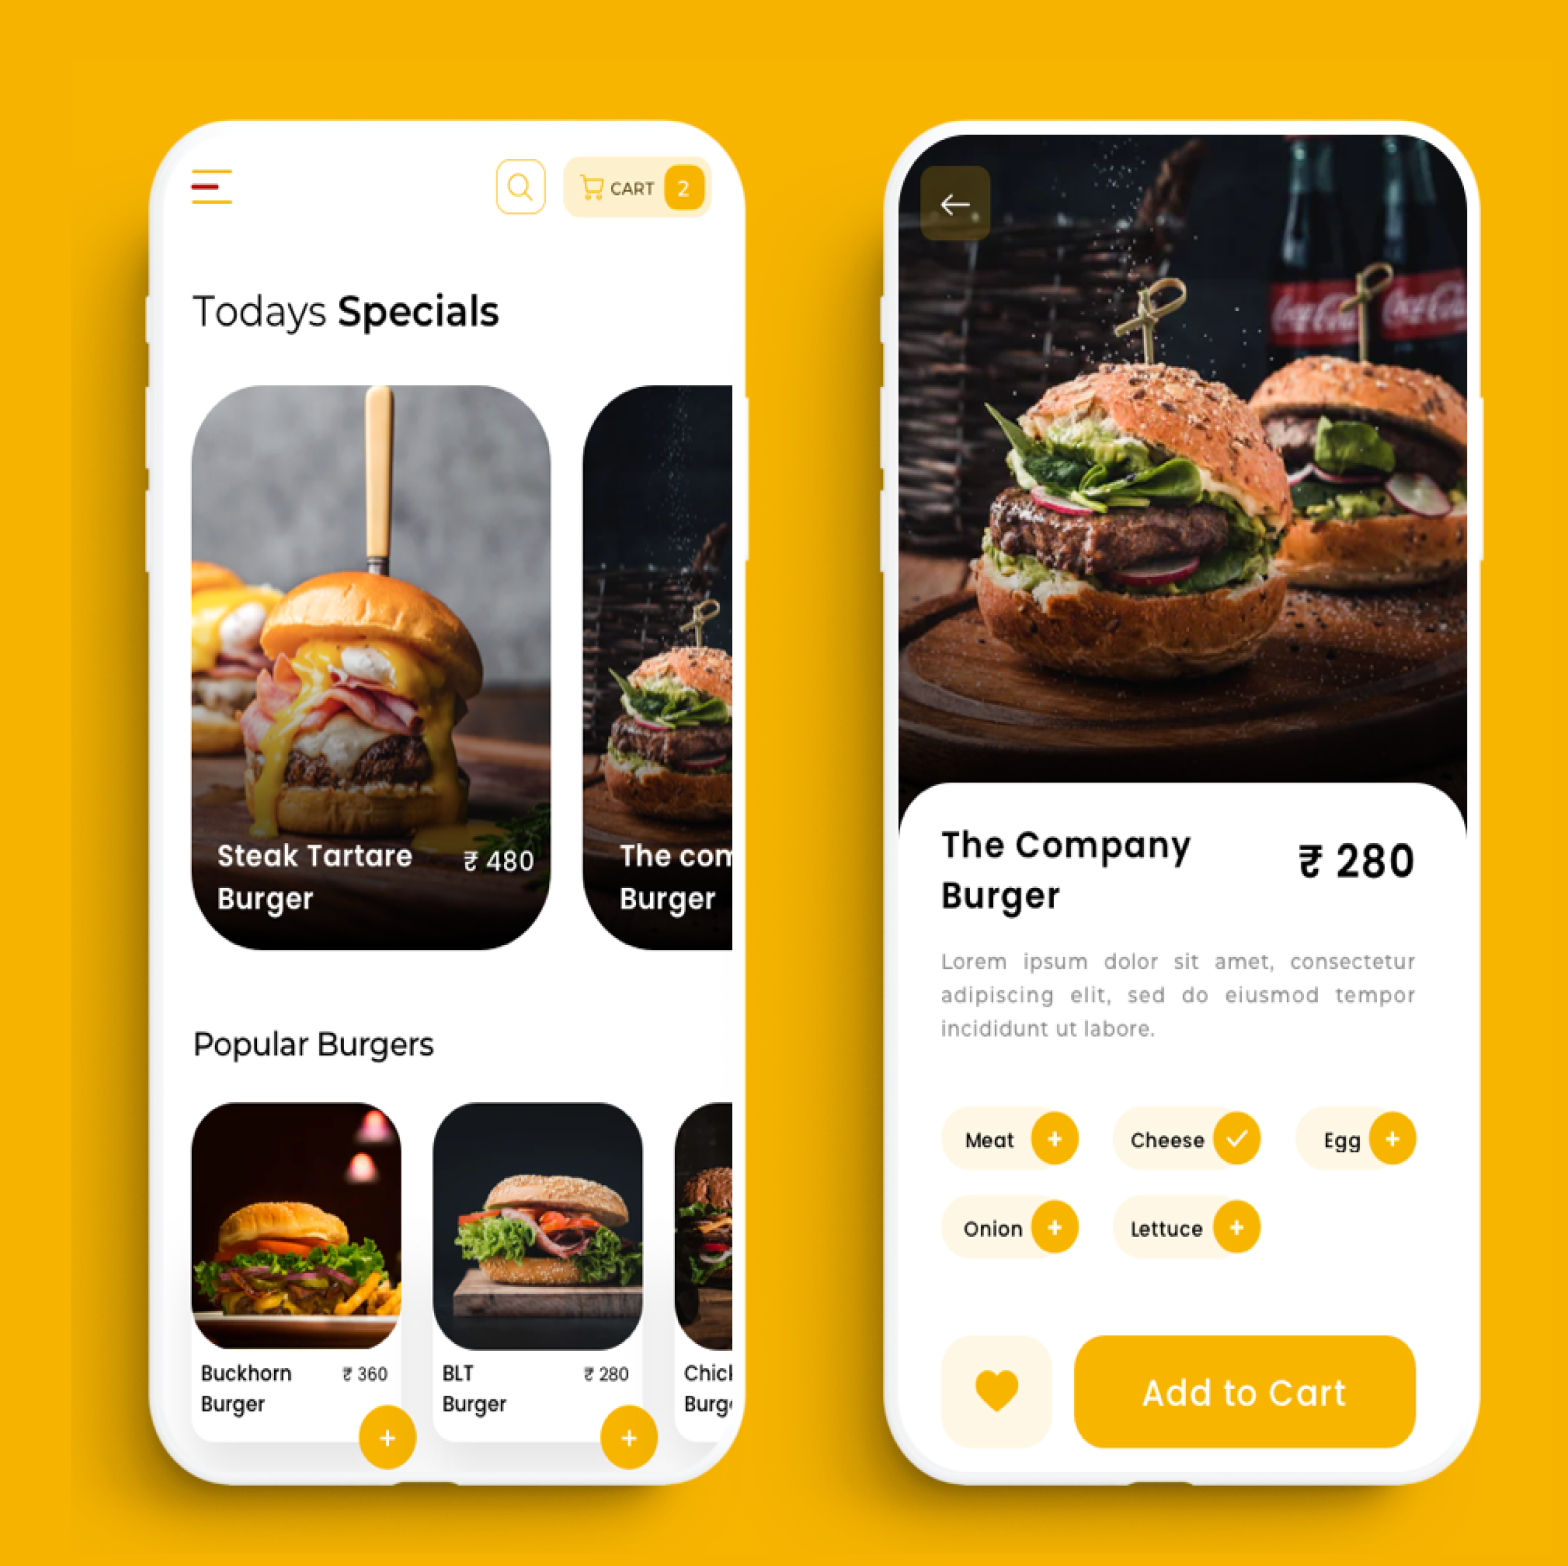 CART 2
Todays Specials
Steak Tartare ₹ 480
Burger
The com
Burger
Popular Burgers
Buckhorn ₹ 360
Burger
BLT ₹ 280
Burger
Chick
Burge
+
+
Coca-Cola
Coca-Cola
The Company
Burger
₹ 280
Lorem ipsum dolor sit amet, consectetur
adipiscing elit, sed do eiusmod tempor
incididunt ut labore.
Meat + Cheese Egg +
Onion + Lettuce +
Add to Cart